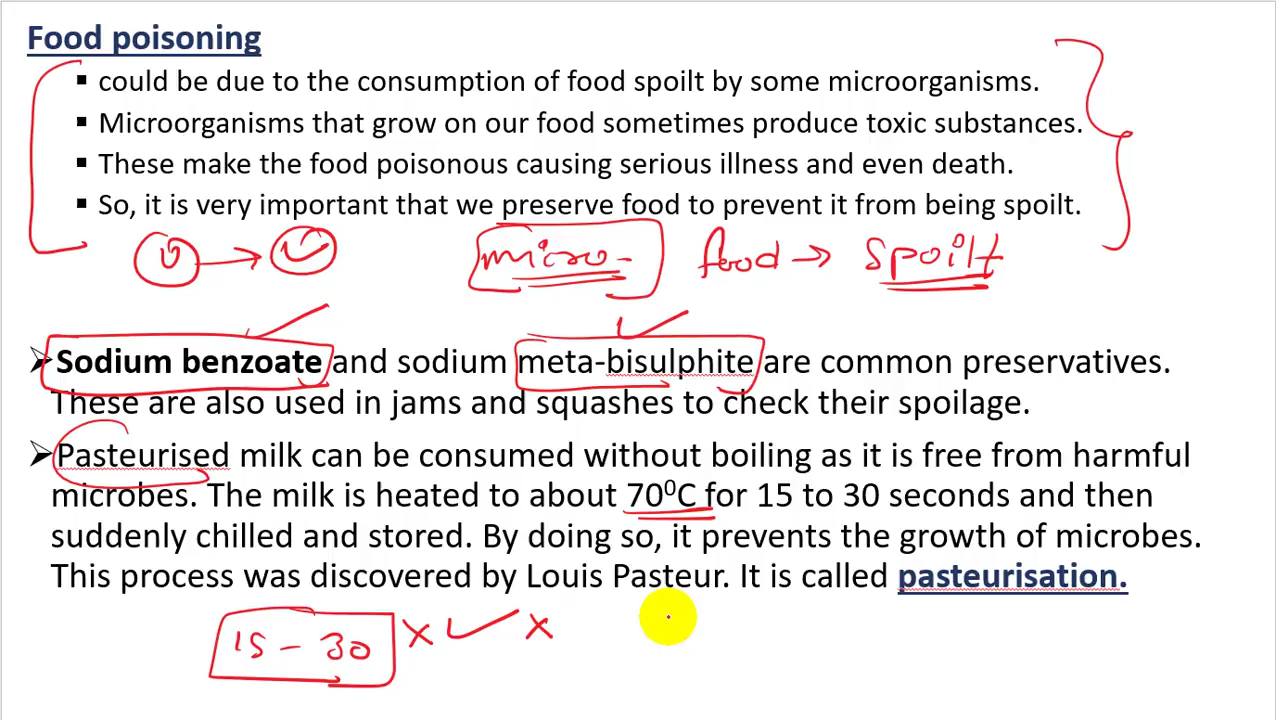 Food poisoning
▪ could be due to the consumption of food spoilt by some microorganisms.
▪ Microorganisms that grow on our food sometimes produce toxic substances.
▪ These make the food poisonous causing serious illness and even death.
▪ So, it is very important that we preserve food to prevent it from being spoilt.
micro- food → spoilt
➤ Sodium benzoate and sodium meta-bisulphite are common preservatives.
These are also used in jams and squashes to check their spoilage.
➤ Pasteurised milk can be consumed without boiling as it is free from harmful
microbes. The milk is heated to about 70⁰C for 15 to 30 seconds and then
suddenly chilled and stored. By doing so, it prevents the growth of microbes.
This process was discovered by Louis Pasteur. It is called pasteurisation.
15 - 30 × ✓ ×